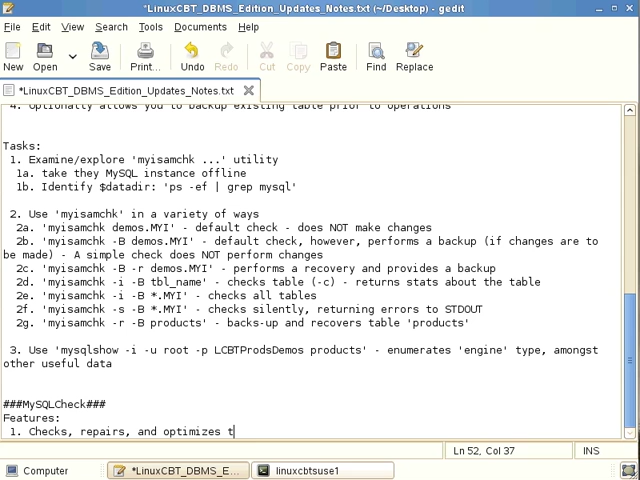 *LinuxCBT_DBMS_Edition_Updates_Notes.txt (~/Desktop) - gedit
File Edit View Search Tools Documents Help
New Open Save Print... Undo Redo Cut Copy Paste Find Replace
*LinuxCBT_DBMS_Edition_Updates_Notes.txt
4. Optionally allows you to backup existing table prior to operations
Tasks:
1. Examine/explore 'myisamchk ...' utility
1a. take they MySQL instance offline
1b. Identify $datadir: 'ps -ef | grep mysql'
2. Use 'myisamchk' in a variety of ways
2a. 'myisamchk demos.MYI' - default check - does NOT make changes
2b. 'myisamchk -B demos.MYI' - default check, however, performs a backup (if changes are to
be made) - A simple check does NOT perform changes
2c. 'myisamchk -B -r demos.MYI' - performs a recovery and provides a backup
2d. 'myisamchk -i -B tbl_name' - checks table (-c) - returns stats about the table
2e. 'myisamchk -i -B *.MYI' - checks all tables
2f. 'myisamchk -s -B *.MYI' - checks silently, returning errors to STDOUT
2g. 'myisamchk -r -B products' - backs-up and recovers table 'products'
3. Use 'mysqlshow -i -u root -p LCBTProdsDemos products' - enumerates 'engine' type, amongst
other useful data
###MySQLCheck###
Features:
1. Checks, repairs, and optimizes t
Ln 52, Col 37 INS
Computer *LinuxCBT_DBMS_E... linuxcbtsuse1